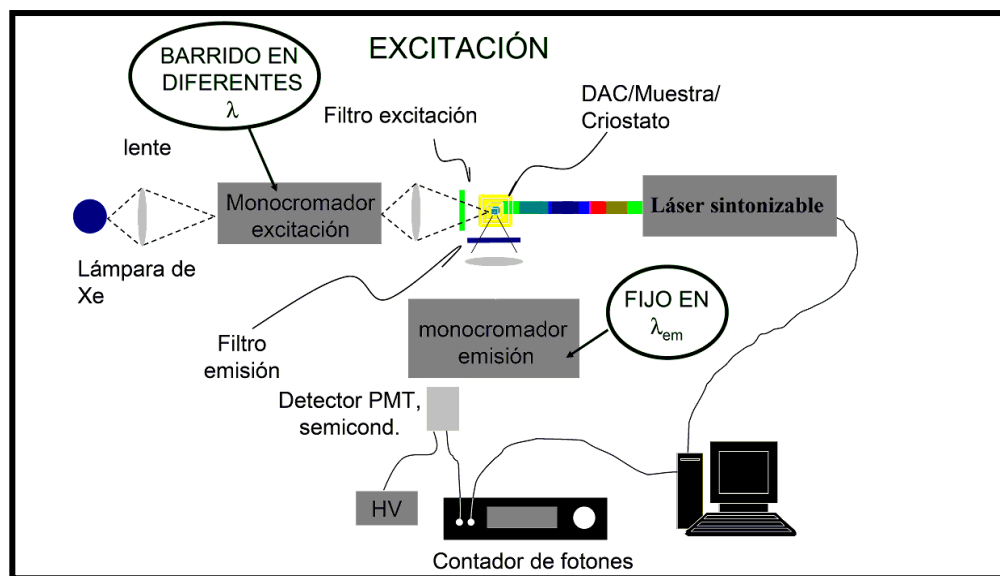 EXCITACIÓN
BARRIDO EN
DIFERENTES
λ
Filtro excitación
DAC/Muestra/
Criostato
lente
Monocromador
excitación
Láser sintonizable
Lámpara de
Xe
Filtro
emisión
monocromador
emisión
FIJO EN
λem
Detector PMT,
semicond.
HV
Contador de fotones